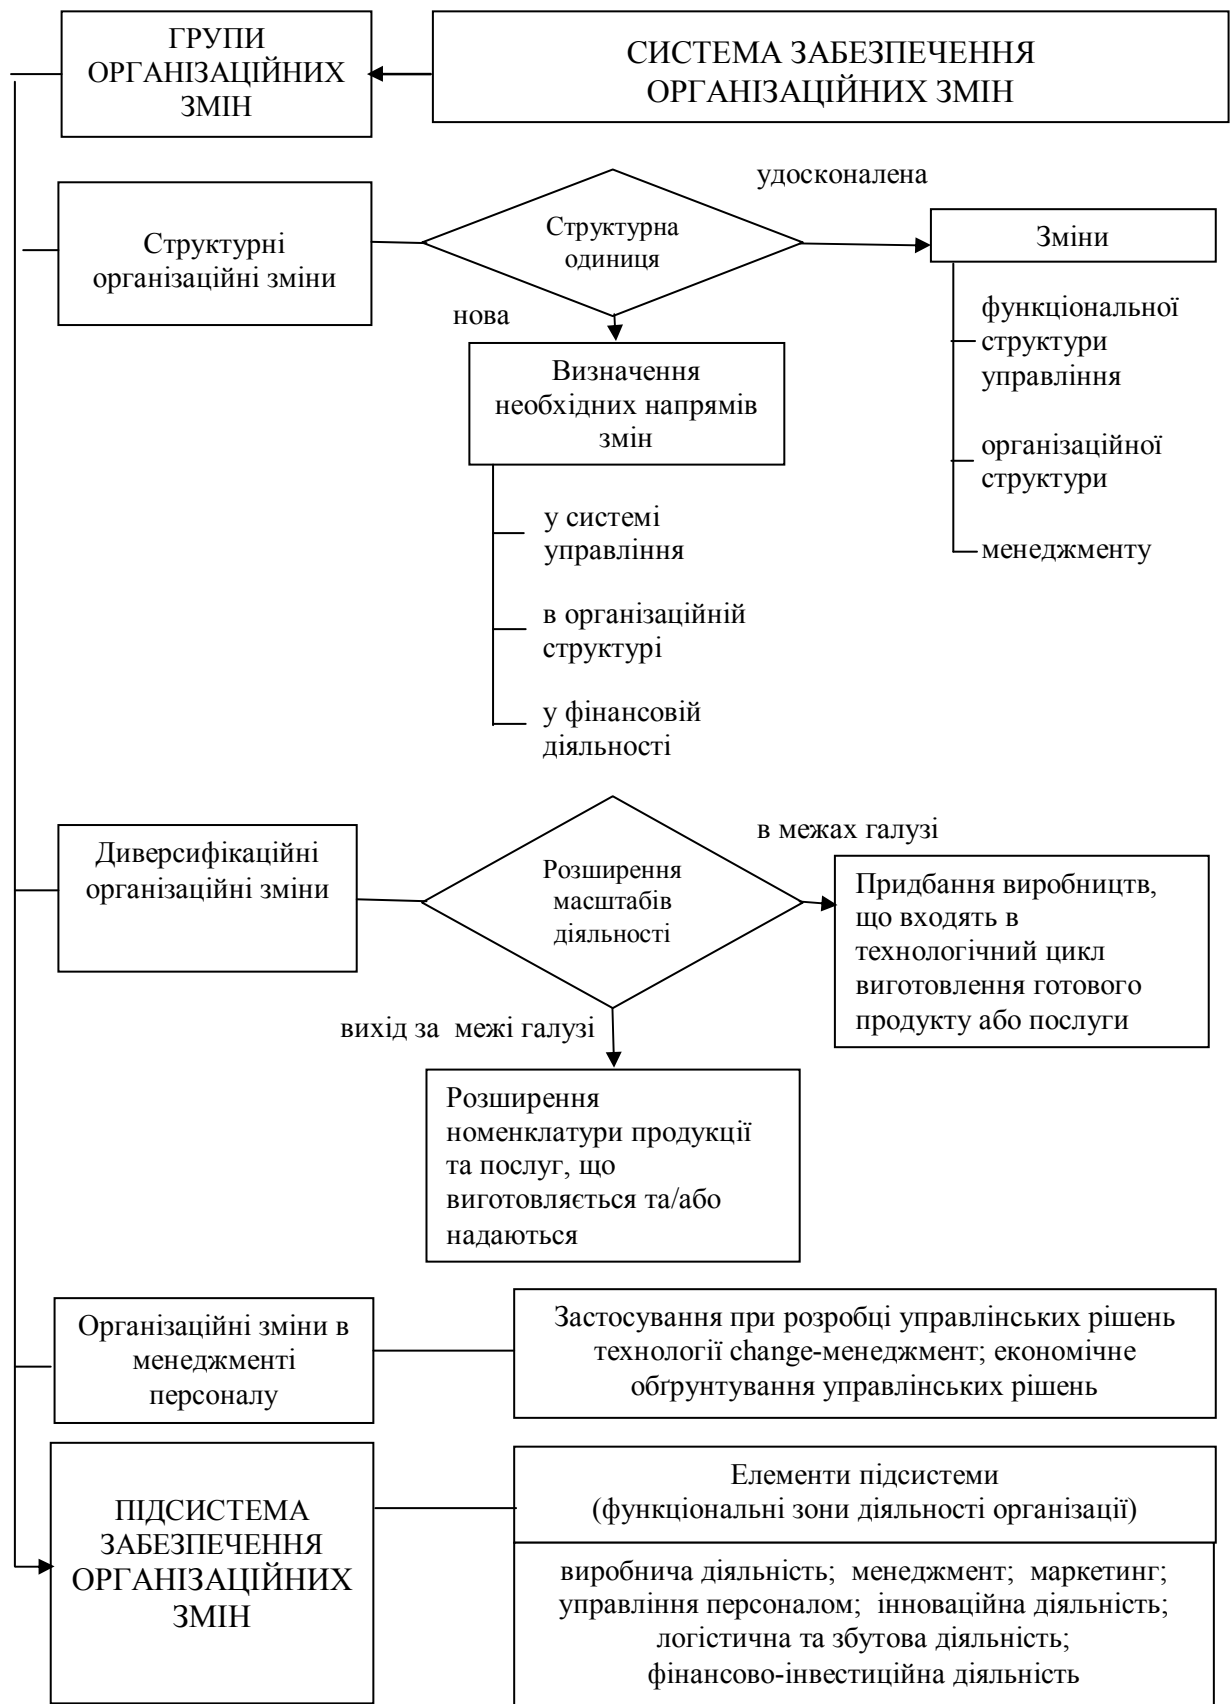 ГРУПИ
ОРГАНІЗАЦІЙНИХ
ЗМІН
СИСТЕМА ЗАБЕЗПЕЧЕННЯ
ОРГАНІЗАЦІЙНИХ ЗМІН
Структурні
організаційні зміни
Структурна
одиниця
удосконалена
Зміни
функціональної
структури
управління
організаційної
структури
менеджменту
нова
Визначення
необхідних напрямів
змін
у системі
управління
в організаційній
структурі
у фінансовій
діяльності
Диверсифікаційні
організаційні зміни
Розширення
масштабів
діяльності
в межах галузі
Придбання виробництв,
що входять в
технологічний цикл
виготовлення готового
продукту або послуги
вихід за межі галузі
Розширення
номенклатури продукції
та послуг, що
виготовляється та/або
надаються
Організаційні зміни в
менеджменті
персоналу
Застосування при розробці управлінських рішень
технології change-менеджмент; економічне
обґрунтування управлінських рішень
ПІДСИСТЕМА
ЗАБЕЗПЕЧЕННЯ
ОРГАНІЗАЦІЙНИХ
ЗМІН
Елементи підсистеми
(функціональні зони діяльності організації)
виробнича діяльність; менеджмент; маркетинг;
управління персоналом; інноваційна діяльність;
логістична та збутова діяльність;
фінансово-інвестиційна діяльність